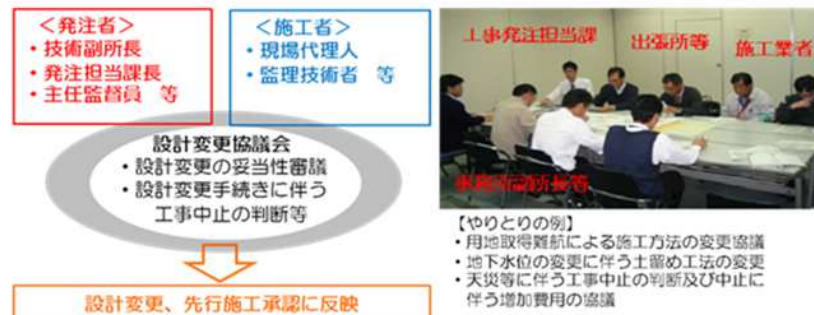 ＜発注者＞
・技術副所長
・発注担当課長
・主任監督員　等
＜施工者＞
・現場代理人
・監理技術者　等
設計変更協議会
・設計変更の妥当性審議
・設計変更手続きに伴う
工事中止の判断等
設計変更、先行施工承認に反映
工事発注担当課
出張所等
施工業者
事務所副所長等
【やりとりの例】
・用地取得難航による施工方法の変更協議
・地下水位の変更に伴う土留め工法の変更
・天災等に伴う工事中止の判断及び中止に
伴う増加費用の協議